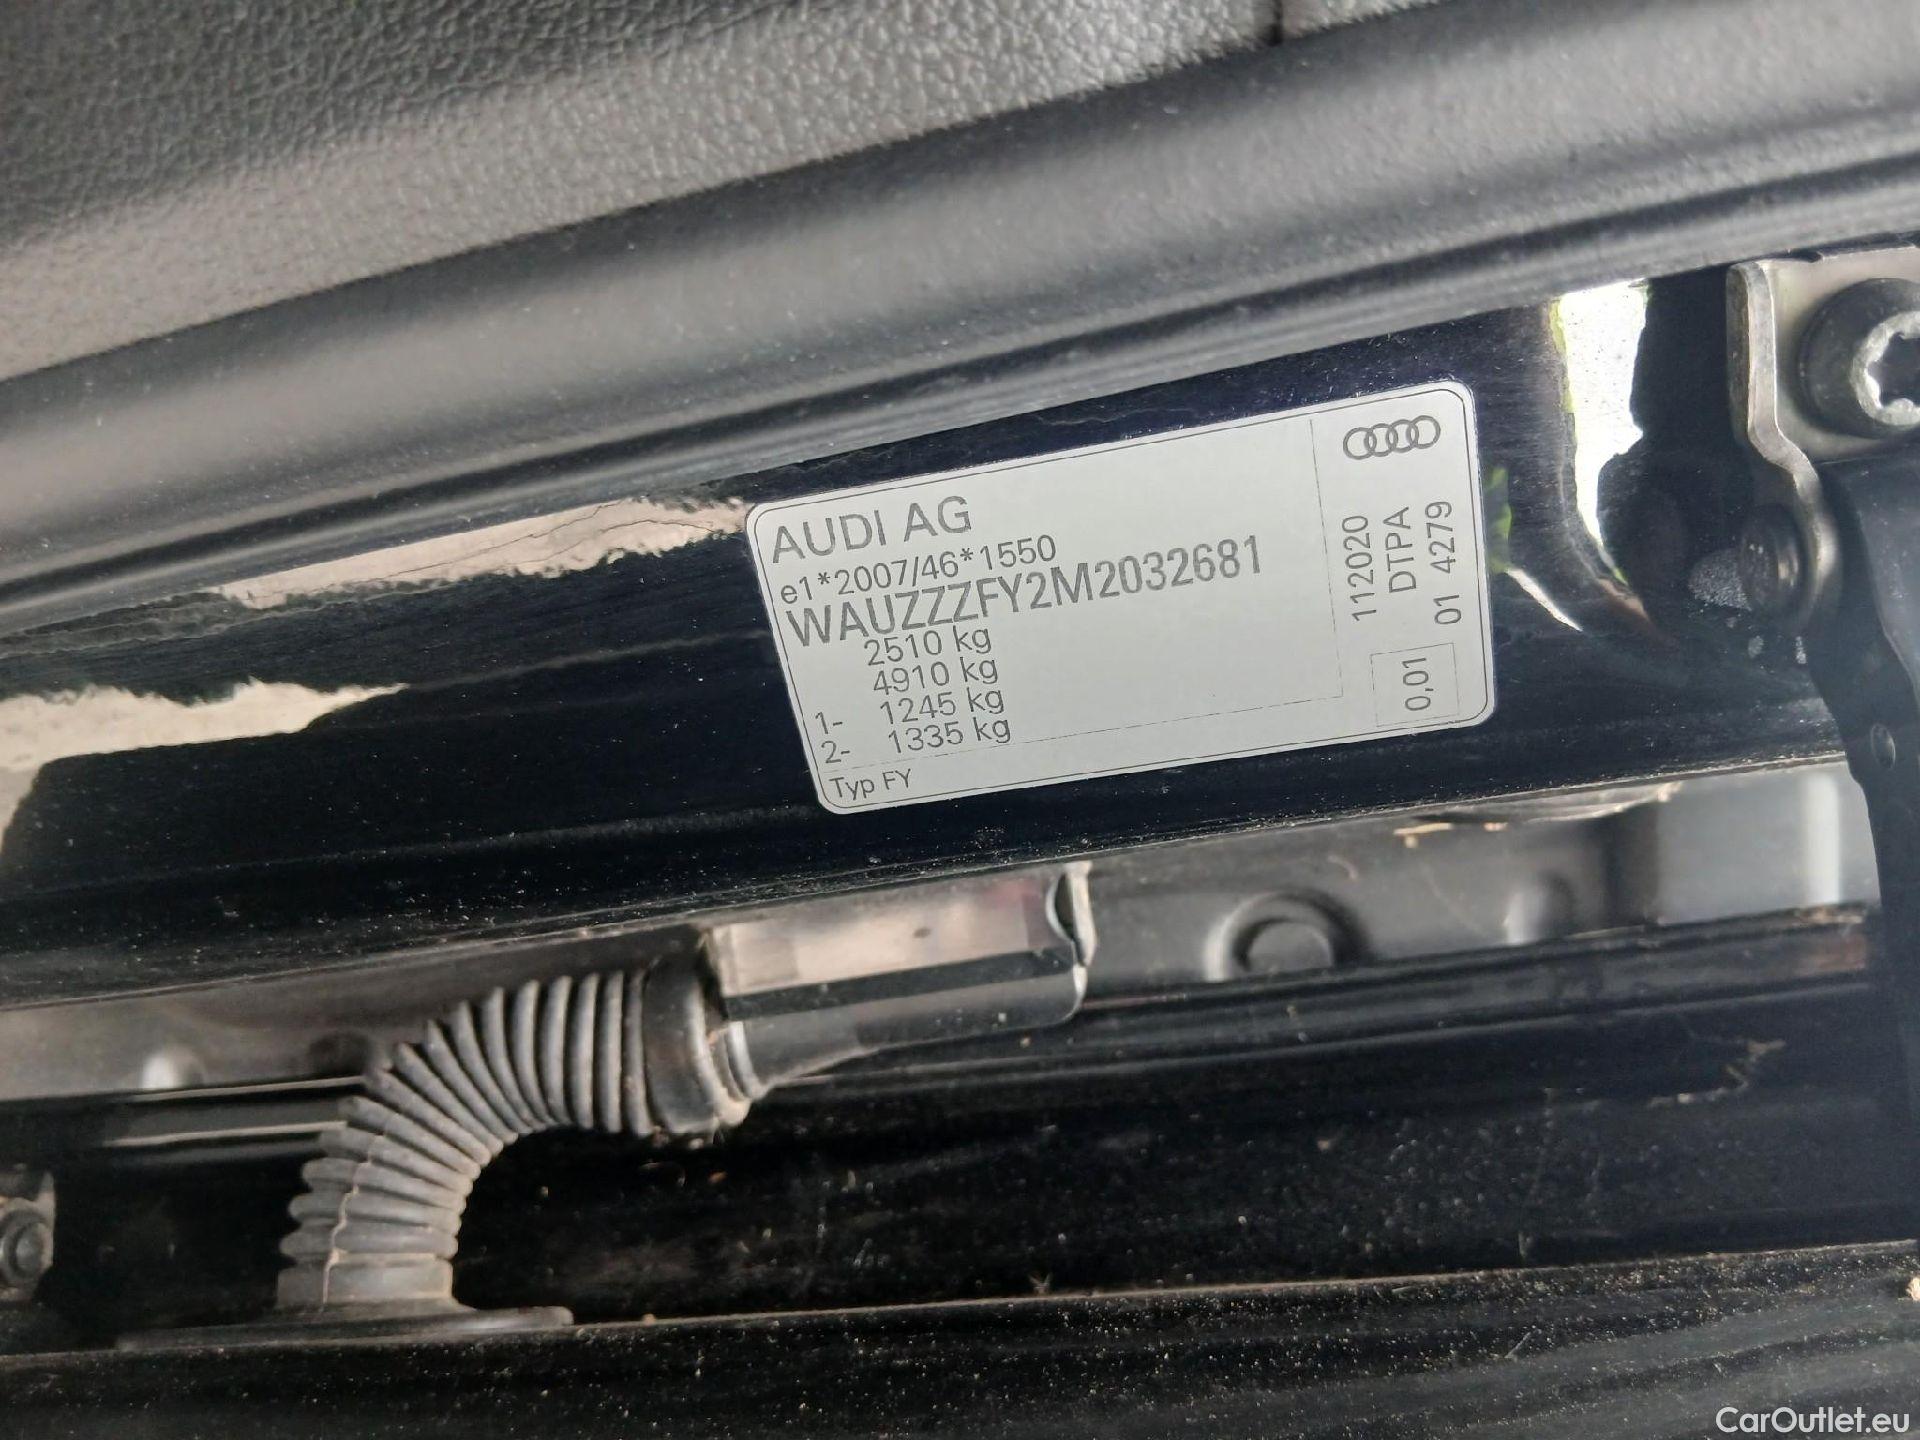 AUDI AG
e1*2007/46*1550
WAUZZZFY2M2032681
2510 kg
4910 kg
1- 1245 kg
2- 1335 kg
Typ FY
112020
DTPA
01 4279
0,01
CarOutlet.eu